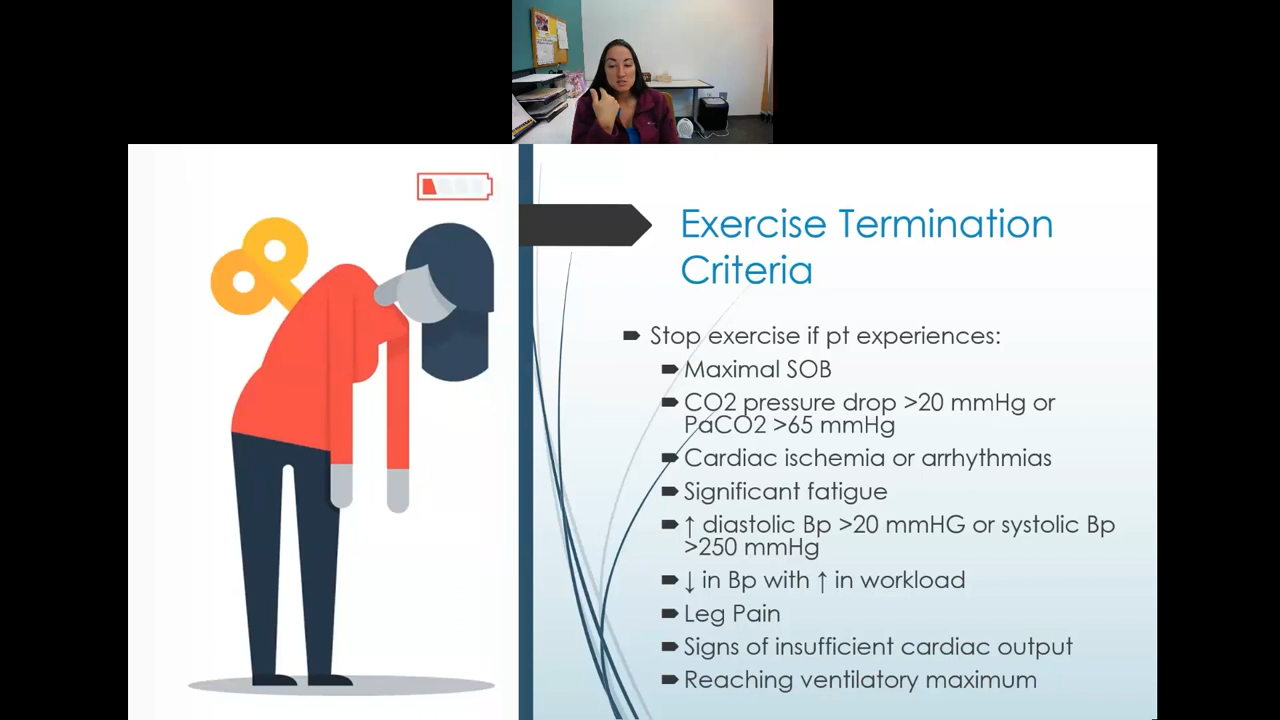 Exercise Termination
Criteria
Stop exercise if pt experiences:
Maximal SOB
CO2 pressure drop >20 mmHg or
PaCO2 >65 mmHg
Cardiac ischemia or arrhythmias
Significant fatigue
↑ diastolic Bp >20 mmHG or systolic Bp
>250 mmHg
↓ in Bp with ↑ in workload
Leg Pain
Signs of insufficient cardiac output
Reaching ventilatory maximum